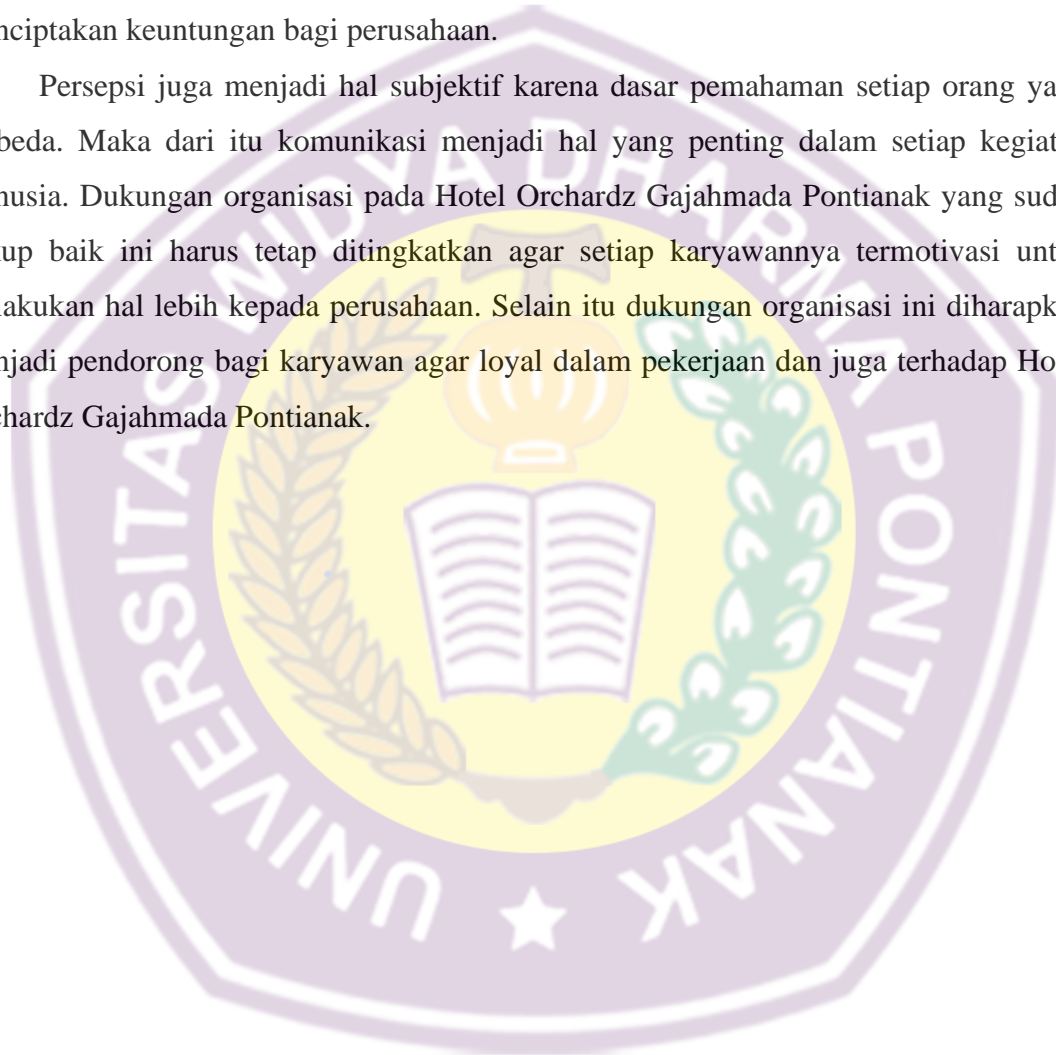 nciptakan keuntungan bagi perusahaan.
Persepsi juga menjadi hal subjektif karena dasar pemahaman setiap orang ya
beda. Maka dari itu komunikasi menjadi hal yang penting dalam setiap kegiat
nusia. Dukungan organisasi pada Hotel Orchardz Gajahmada Pontianak yang sud
up baik ini harus tetap ditingkatkan agar setiap karyawannya termotivasi unt
akukan hal lebih kepada perusahaan. Selain itu dukungan organisasi ini diharapk
njadi pendorong bagi karyawan agar loyal dalam pekerjaan dan juga terhadap Ho
chardz Gajahmada Pontianak.
UNIVERSITAS WIDYA DHARMA PONTIANAK